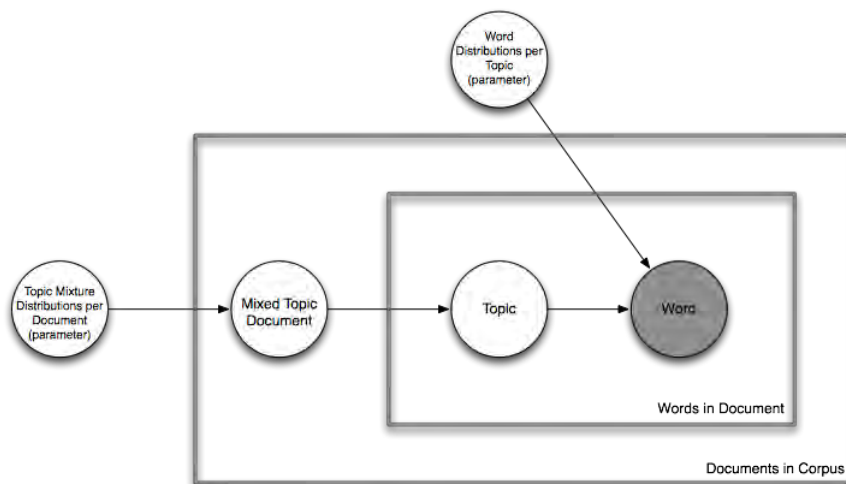 Word
Distributions per
Topic
(parameter)
Topic Mixture
Distributions per
Document
(parameter)
Mixed Topic
Document
Topic
Word
Words in Document
Documents in Corpus